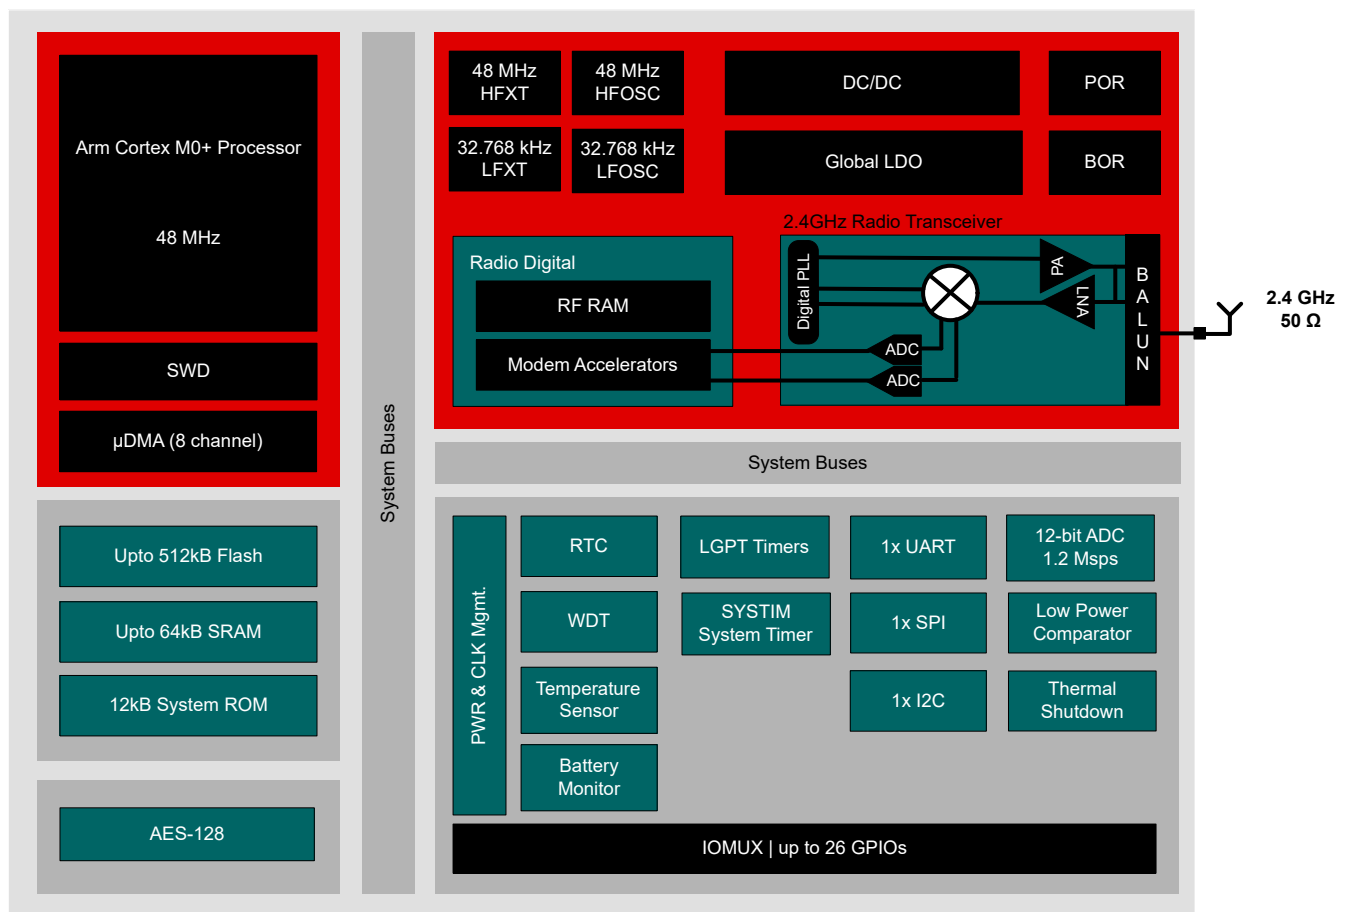 Arm Cortex M0+ Processor
48 MHz
SWD
µDMA (8 channel)
Upto 512kB Flash
Upto 64kB SRAM
12kB System ROM
AES-128
System Buses
48 MHz
HFXT
48 MHz
HFOSC
32.768 kHz
LFXT
32.768 kHz
LFOSC
DC/DC
Global LDO
POR
BOR
Radio Digital
RF RAM
Modem Accelerators
2.4GHz Radio Transceiver
Digital PLL
PA
LNA
ADC
ADC
BALUN
2.4 GHz
50 Ω
System Buses
PWR & CLK Mgmt.
RTC
WDT
Temperature
Sensor
Battery
Monitor
LGPT Timers
SYSTIM
System Timer
1x UART
1x SPI
1x I2C
12-bit ADC
1.2 Msps
Low Power
Comparator
Thermal
Shutdown
IOMUX | up to 26 GPIOs